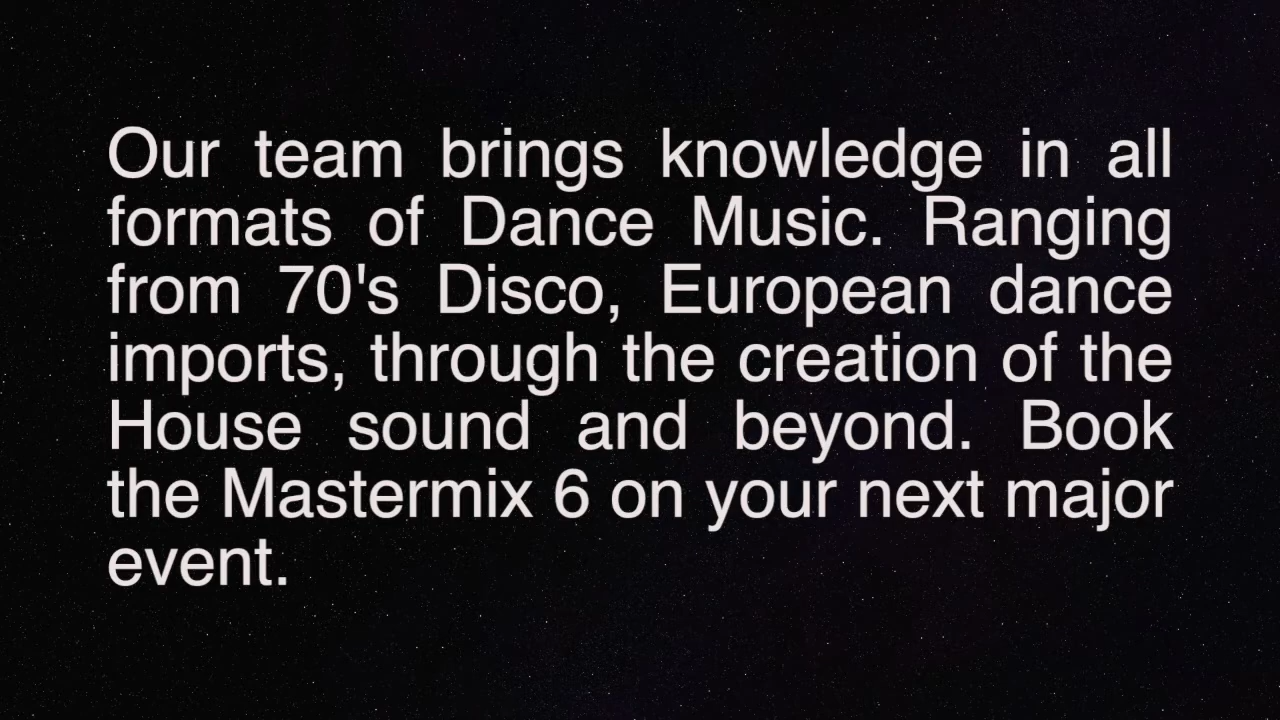 Our team brings knowledge in all
formats of Dance Music. Ranging
from 70's Disco, European dance
imports, through the creation of the
House sound and beyond. Book
the Mastermix 6 on your next major
event.